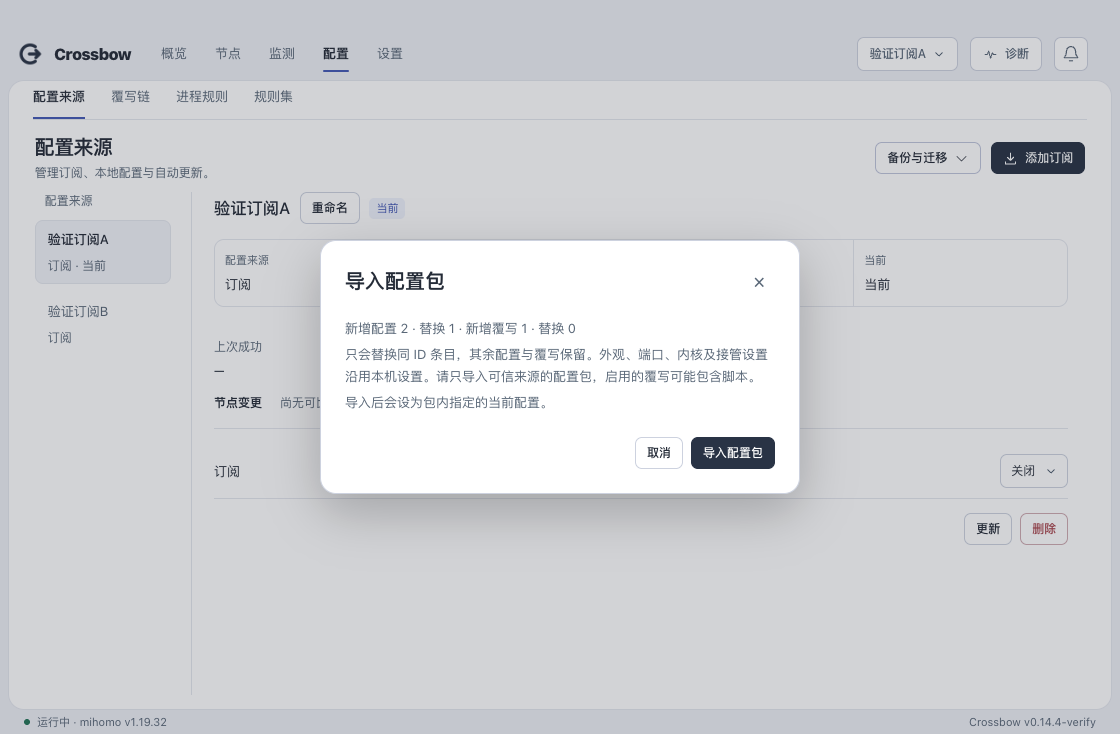 Crossbow
概览
节点
监测
配置
设置
验证订阅A
诊断
配置来源
覆写链
进程规则
规则集
配置来源
管理订阅、本地配置与自动更新。
备份与迁移
添加订阅
配置来源
验证订阅A
订阅 · 当前
验证订阅B
订阅
验证订阅A
重命名
当前
配置来源
订阅
当前
当前
上次成功
—
节点变更
尚无可
导入配置包
新增配置 2 · 替换 1 · 新增覆写 1 · 替换 0
只会替换同 ID 条目，其余配置与覆写保留。外观、端口、内核及接管设置
沿用本机设置。请只导入可信来源的配置包，启用的覆写可能包含脚本。
导入后会设为包内指定的当前配置。
取消
导入配置包
订阅
关闭
更新
删除
运行中 · mihomo v1.19.32
Crossbow v0.14.4-verify